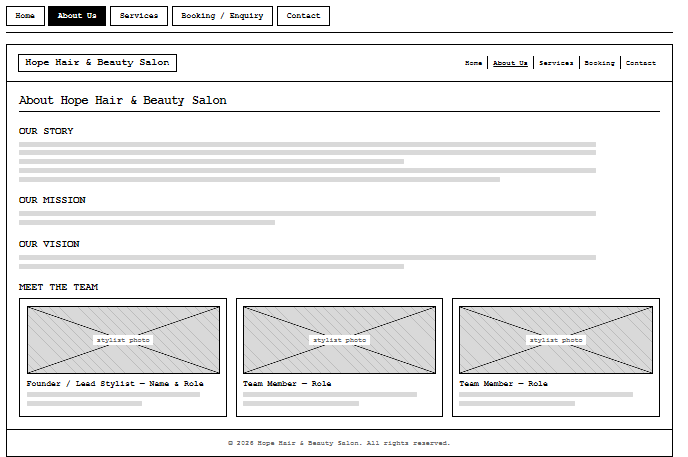 Home About Us Services Booking / Enquiry Contact
Hope Hair & Beauty Salon Home About Us Services Booking Contact
About Hope Hair & Beauty Salon
OUR STORY
OUR MISSION
OUR VISION
MEET THE TEAM
stylist photo stylist photo stylist photo
Founder / Lead Stylist — Name & Role Team Member — Role Team Member — Role
© 2026 Hope Hair & Beauty Salon. All rights reserved.